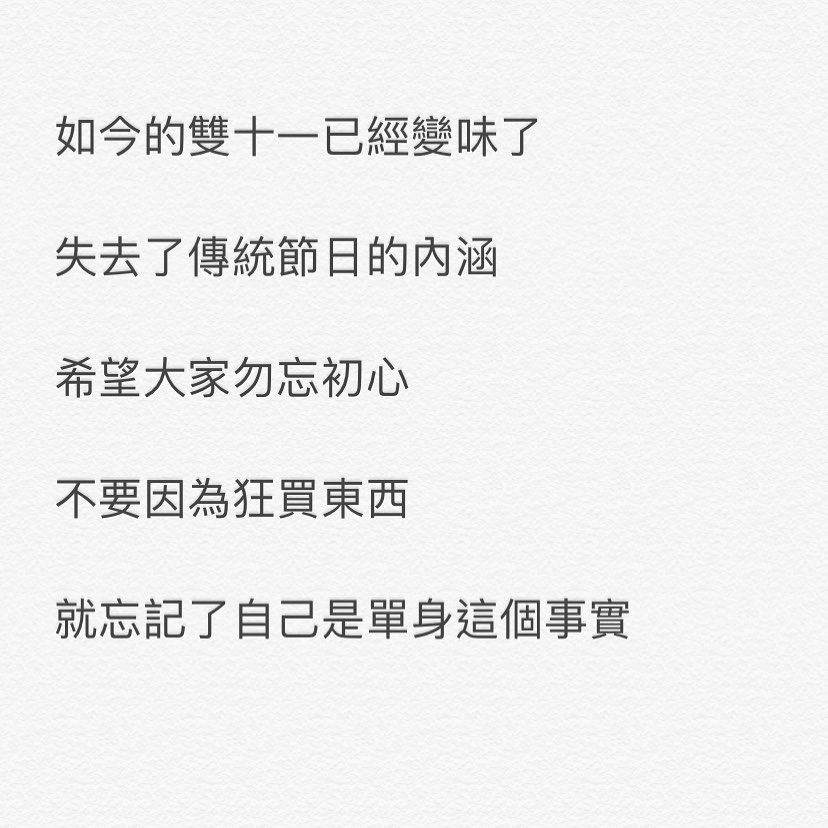 如今的雙十一已經變味了
失去了傳統節日的內涵
希望大家勿忘初心
不要因為狂買東西
就忘記了自己是單身這個事實